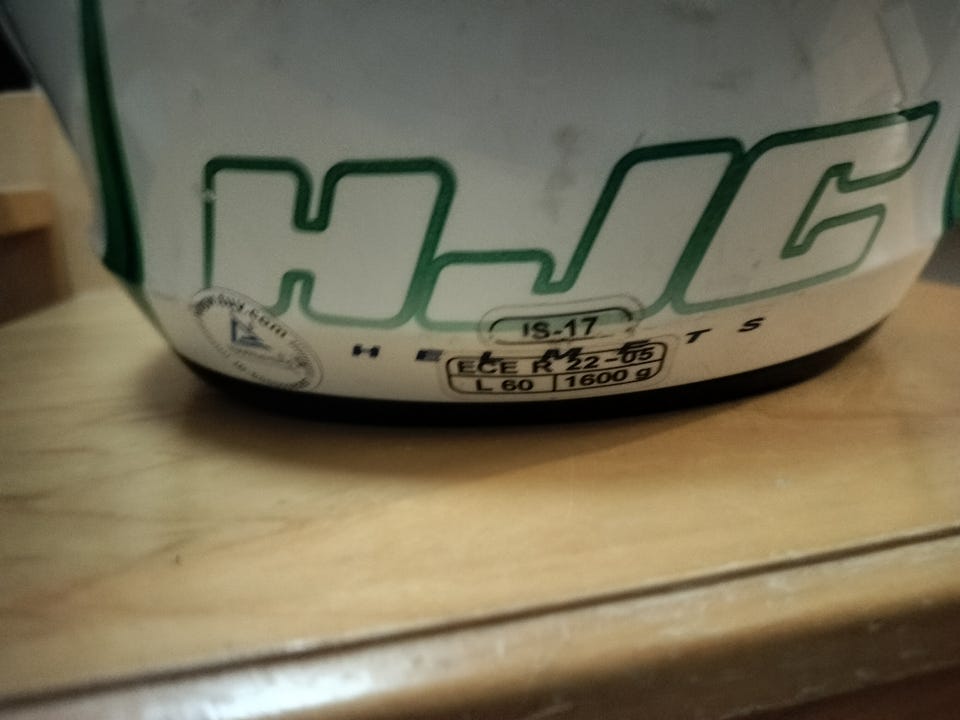 HJC
IS-17
HELMETS
ECE R 22-05
L 60 1600 g